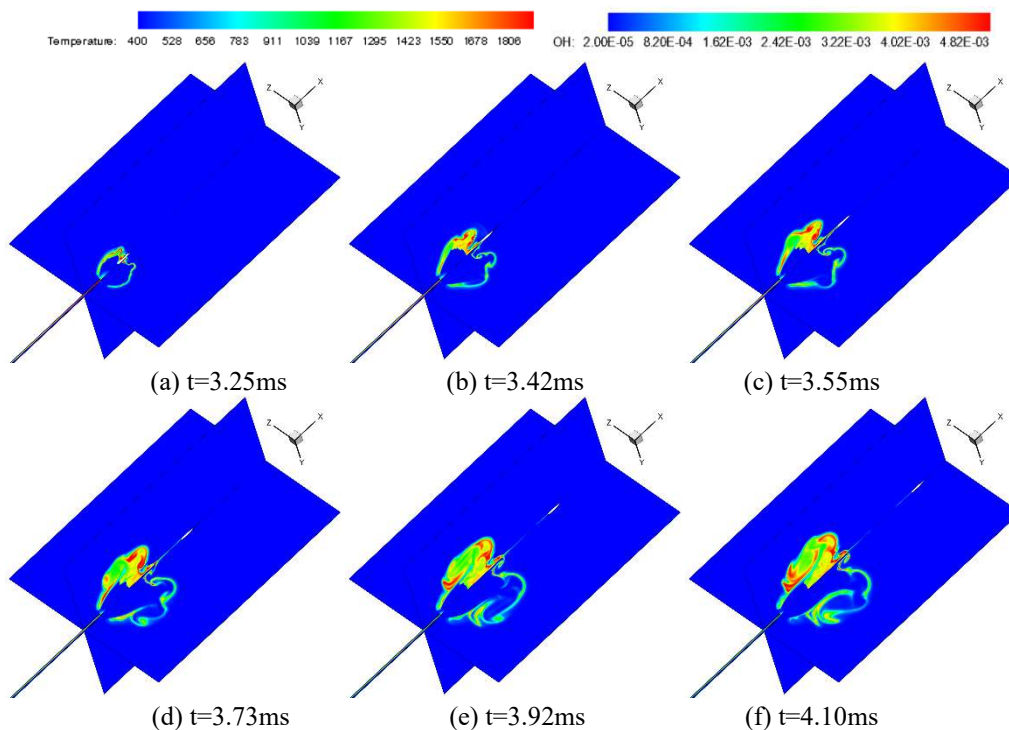 Temperature: 400 528 656 783 911 1039 1167 1295 1423 1550 1678 1806
OH: 2.00E-05 8.20E-04 1.62E-03 2.42E-03 3.22E-03 4.02E-03 4.82E-03
Z X Y
Z X Y
Z X Y
(a) t=3.25ms
(b) t=3.42ms
(c) t=3.55ms
Z X Y
Z X Y
Z X Y
(d) t=3.73ms
(e) t=3.92ms
(f) t=4.10ms